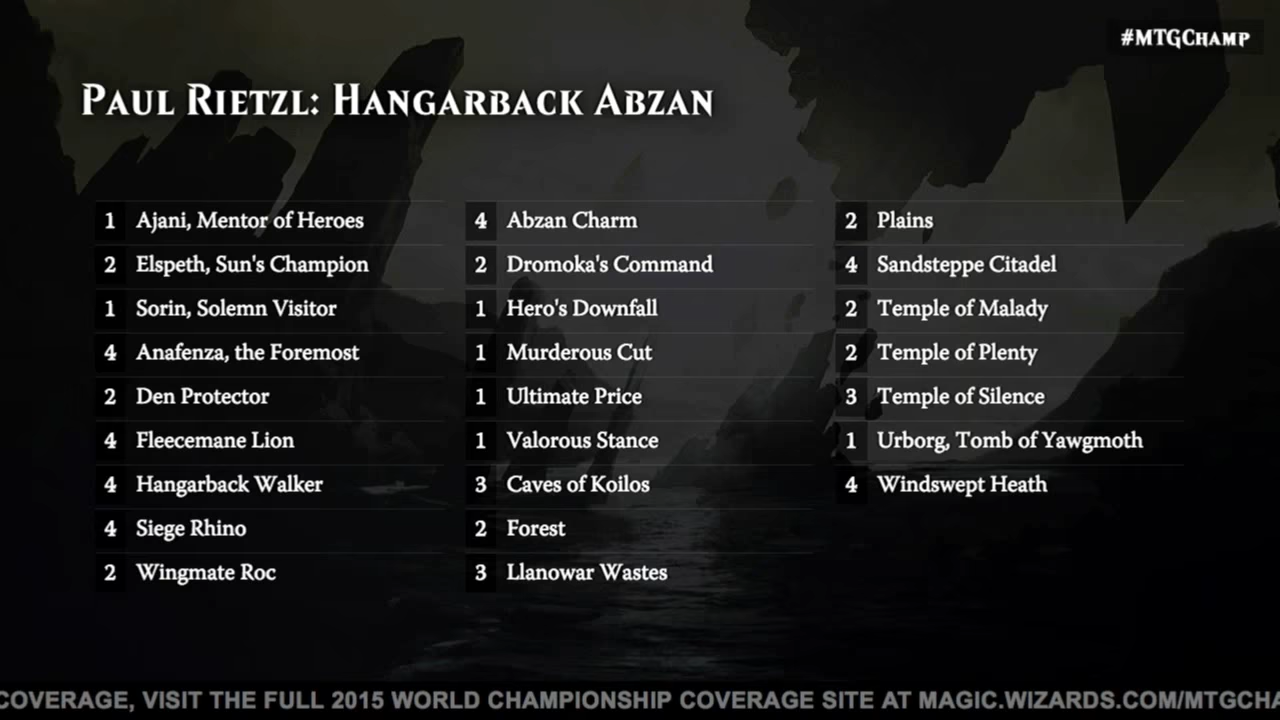 #MTGChamp
Paul Rietzl: Hangarback Abzan
1 Ajani, Mentor of Heroes
2 Elspeth, Sun's Champion
1 Sorin, Solemn Visitor
4 Anafenza, the Foremost
2 Den Protector
4 Fleecemane Lion
4 Hangarback Walker
4 Siege Rhino
2 Wingmate Roc
4 Abzan Charm
2 Dromoka's Command
1 Hero's Downfall
1 Murderous Cut
1 Ultimate Price
1 Valorous Stance
3 Caves of Koilos
2 Forest
3 Llanowar Wastes
2 Plains
4 Sandsteppe Citadel
2 Temple of Malady
2 Temple of Plenty
3 Temple of Silence
1 Urborg, Tomb of Yawgmoth
4 Windswept Heath
COVERAGE, VISIT THE FULL 2015 WORLD CHAMPIONSHIP COVERAGE SITE AT MAGIC.WIZARDS.COM/MTGCHA